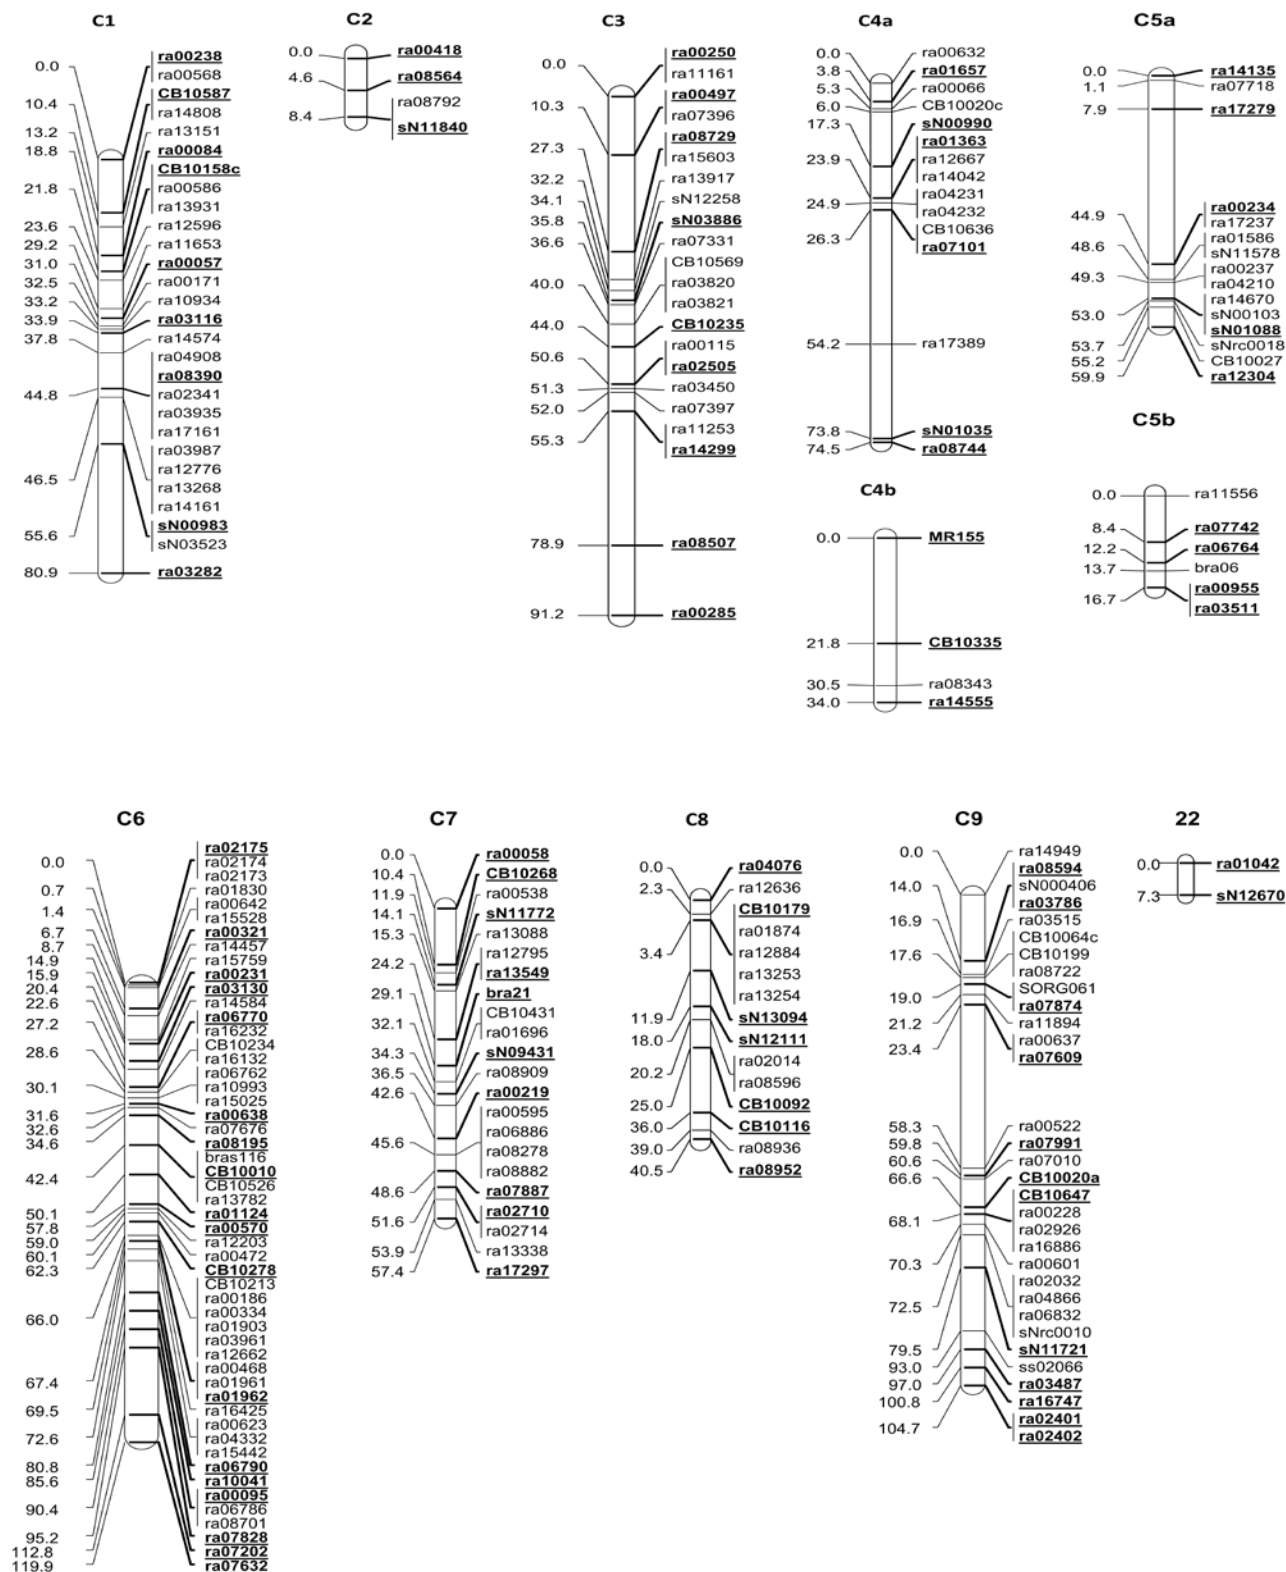 C1
0.0
10.4
13.2
18.8
21.8
23.6
29.2
31.0
32.5
33.2
33.9
37.8
44.8
46.5
55.6
80.9
ra00238
ra00568
CB10587
ra14808
ra13151
ra00084
CB10158c
ra00586
ra13931
ra12596
ra11653
ra00057
ra00171
ra10934
ra03116
ra14574
ra04908
ra08390
ra02341
ra03935
ra17161
ra03987
ra12776
ra13268
ra14161
sN00983
sN03523
ra03282
C2
0.0
4.6
8.4
ra00418
ra08564
ra08792
sN11840
C3
0.0
10.3
27.3
32.2
34.1
35.8
36.6
40.0
44.0
50.6
51.3
52.0
55.3
78.9
91.2
ra00250
ra11161
ra00497
ra07396
ra08729
ra15603
ra13917
sN12258
sN03886
ra07331
CB10569
ra03820
ra03821
CB10235
ra00115
ra02505
ra03450
ra07397
ra11253
ra14299
ra08507
ra00285
C4a
0.0
3.8
5.3
6.0
17.3
23.9
24.9
26.3
54.2
73.8
74.5
ra00632
ra01657
ra00066
CB10020c
sN00990
ra01363
ra12667
ra14042
ra04231
ra04232
CB10636
ra07101
ra17389
sN01035
ra08744
C4b
0.0
21.8
30.5
34.0
MR155
CB10335
ra08343
ra14555
C5a
0.0
1.1
7.9
44.9
48.6
49.3
53.0
53.7
55.2
59.9
ra14135
ra07718
ra17279
ra00234
ra17237
ra01586
sN11578
ra00237
ra04210
ra14670
sN00103
sN01088
sNrc0018
CB10027
ra12304
C5b
0.0
8.4
12.2
13.7
16.7
ra11556
ra07742
ra06764
bra06
ra00955
ra03511
C6
0.0
0.7
1.4
6.7
8.7
14.9
15.9
20.4
22.6
27.2
28.6
30.1
31.6
32.6
34.6
42.4
50.1
57.8
59.0
60.1
62.3
66.0
67.4
69.5
72.6
80.8
85.6
90.4
95.2
112.8
119.9
ra02175
ra02174
ra02173
ra01830
ra00642
ra15528
ra00321
ra14457
ra15759
ra00231
ra03130
ra14584
ra06770
ra16232
CB10234
ra16132
ra06762
ra10993
ra15025
ra00638
ra07676
ra08195
bras116
CB10010
CB10526
ra13782
ra01124
ra00570
ra12203
ra00472
CB10278
CB10213
ra00186
ra00334
ra01903
ra03961
ra12662
ra00468
ra01961
ra01962
ra16425
ra00623
ra04332
ra15442
ra06790
ra10041
ra00095
ra06786
ra08701
ra07828
ra07202
ra07632
C7
0.0
10.4
11.9
14.1
15.3
24.2
29.1
32.1
34.3
36.5
42.6
45.6
48.6
51.6
53.9
57.4
ra00058
CB10268
ra00538
sN11772
ra13088
ra12795
ra13549
bra21
CB10431
ra01696
sN09431
ra08909
ra00219
ra00595
ra06886
ra08278
ra08882
ra07887
ra02710
ra02714
ra13338
ra17297
C8
0.0
2.3
3.4
11.9
18.0
20.2
25.0
36.0
39.0
40.5
ra04076
ra12636
CB10179
ra01874
ra12884
ra13253
ra13254
sN13094
sN12111
ra02014
ra08596
CB10092
CB10116
ra08936
ra08952
C9
0.0
14.0
16.9
17.6
19.0
21.2
23.4
58.3
59.8
60.6
66.6
68.1
70.3
72.5
79.5
93.0
97.0
100.8
104.7
ra14949
ra08594
sN000406
ra03786
ra03515
CB10064c
CB10199
ra08722
SORG061
ra07874
ra11894
ra00637
ra07609
ra00522
ra07991
ra07010
CB10020a
CB10647
ra00228
ra02926
ra16886
ra00601
ra02032
ra04866
ra06832
sNrc0010
sN11721
ss02066
ra03487
ra16747
ra02401
ra02402
22
0.0
7.3
ra01042
sN12670